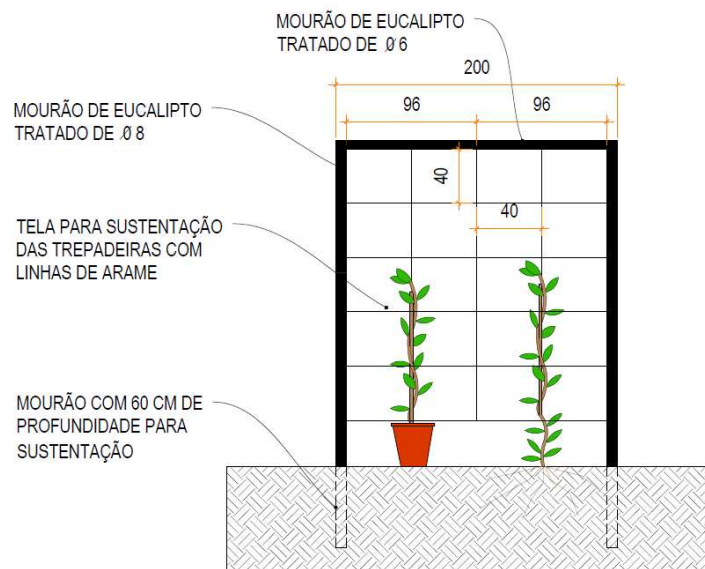 MOURÃO DE EUCALIPTO
TRATADO DE Ø 6
200
96 96
MOURÃO DE EUCALIPTO
TRATADO DE Ø 8
40
40
TELA PARA SUSTENTAÇÃO
DAS TREPADEIRAS COM
LINHAS DE ARAME
MOURÃO COM 60 CM DE
PROFUNDIDADE PARA
SUSTENTAÇÃO